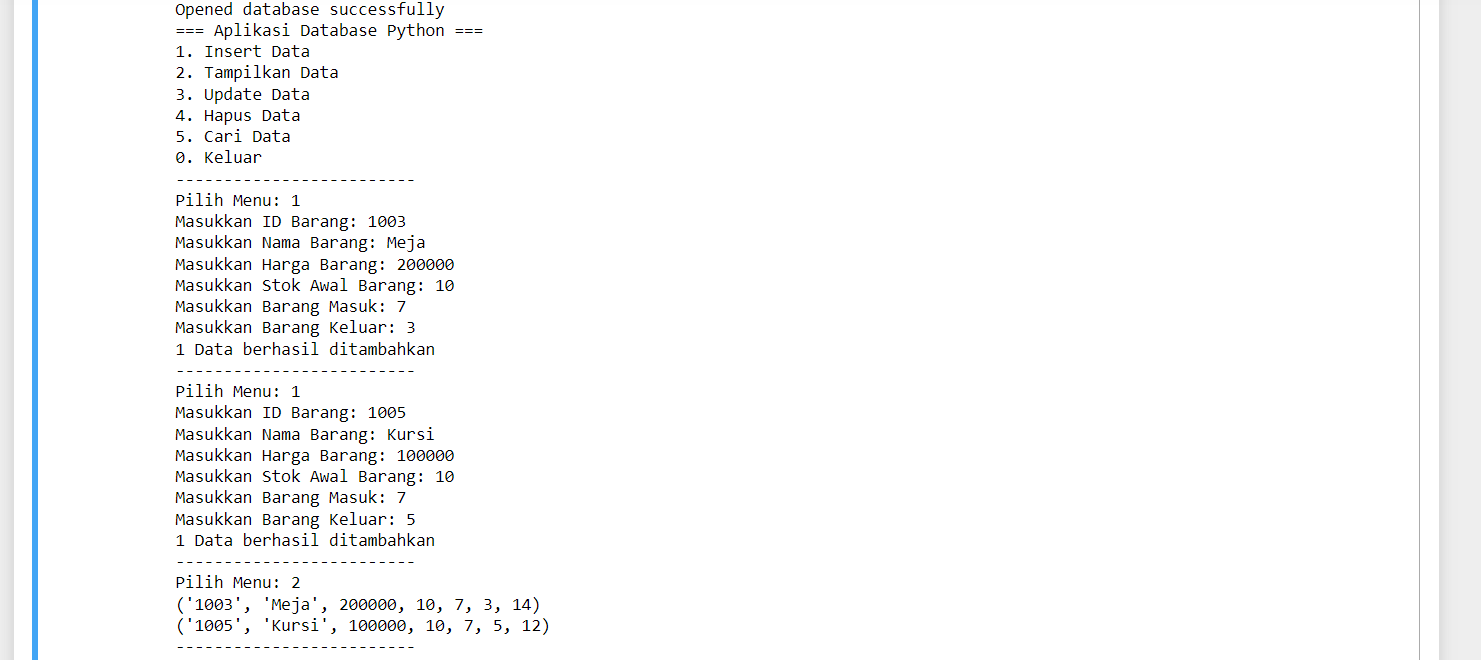 Opened database successfully
=== Aplikasi Database Python ===
1. Insert Data
2. Tampilkan Data
3. Update Data
4. Hapus Data
5. Cari Data
0. Keluar
-------------------------
Pilih Menu: 1
Masukkan ID Barang: 1003
Masukkan Nama Barang: Meja
Masukkan Harga Barang: 200000
Masukkan Stok Awal Barang: 10
Masukkan Barang Masuk: 7
Masukkan Barang Keluar: 3
1 Data berhasil ditambahkan
-------------------------
Pilih Menu: 1
Masukkan ID Barang: 1005
Masukkan Nama Barang: Kursi
Masukkan Harga Barang: 100000
Masukkan Stok Awal Barang: 10
Masukkan Barang Masuk: 7
Masukkan Barang Keluar: 5
1 Data berhasil ditambahkan
-------------------------
Pilih Menu: 2
('1003', 'Meja', 200000, 10, 7, 3, 14)
('1005', 'Kursi', 100000, 10, 7, 5, 12)
-------------------------